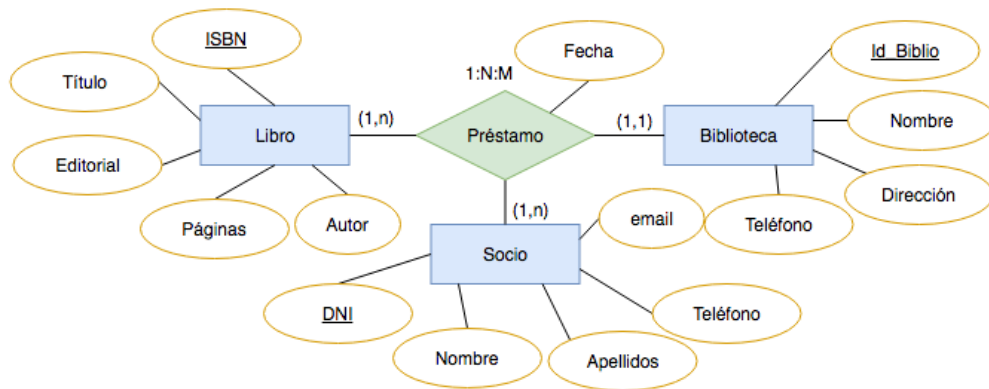 ISBN
Fecha
Id_Biblio
Título
1:N:M
Libro
(1,n)
Préstamo
(1,1)
Biblioteca
Nombre
Editorial
Dirección
Páginas
Autor
(1,n)
email
Teléfono
Socio
DNI
Teléfono
Nombre
Apellidos